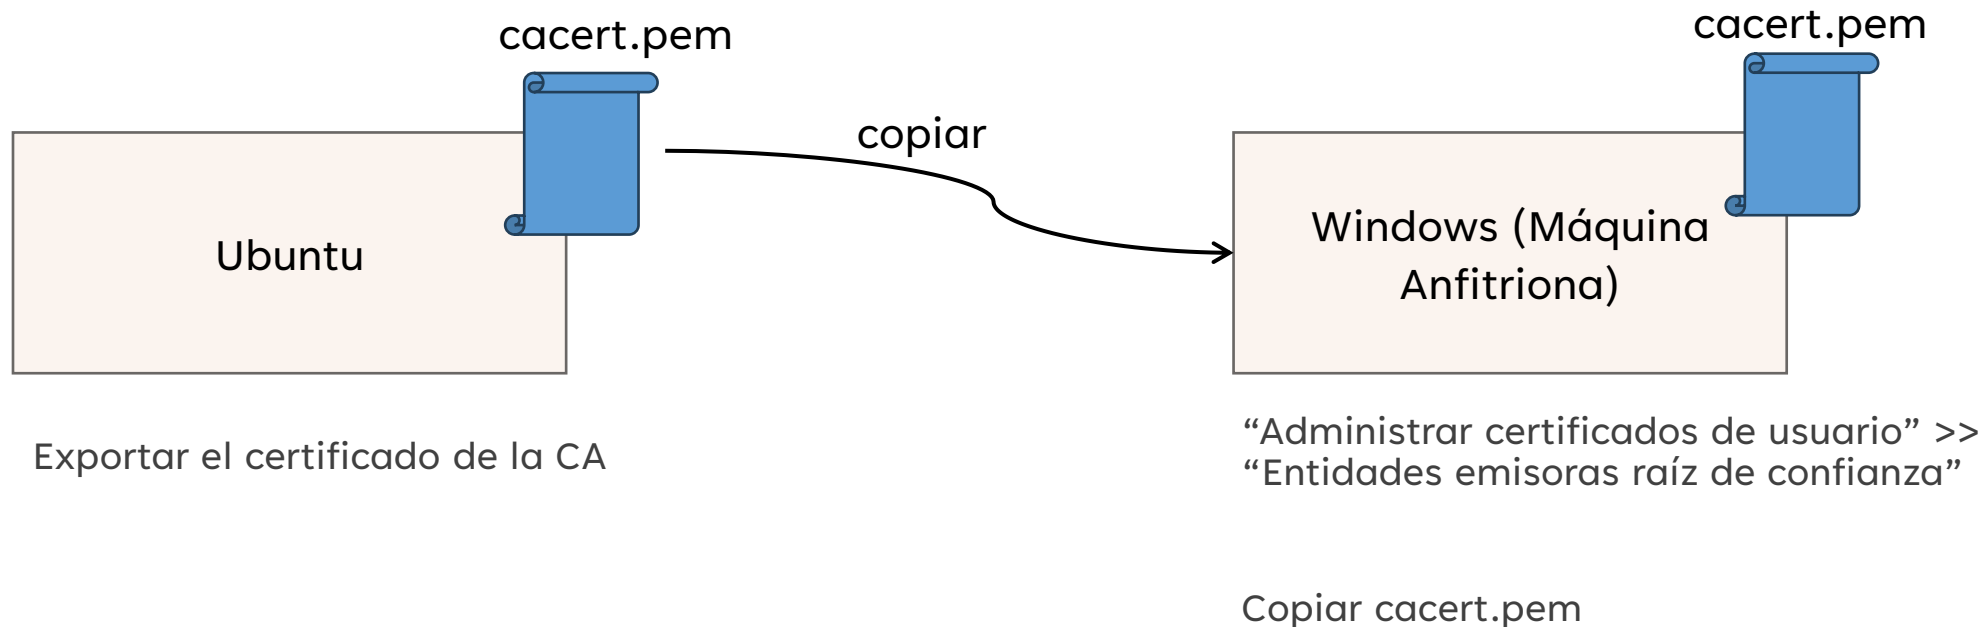 cacert.pem
cacert.pem
copiar
Ubuntu
Windows (Máquina
Anfitriona)
Exportar el certificado de la CA
“Administrar certificados de usuario” >>
“Entidades emisoras raíz de confianza”
Copiar cacert.pem